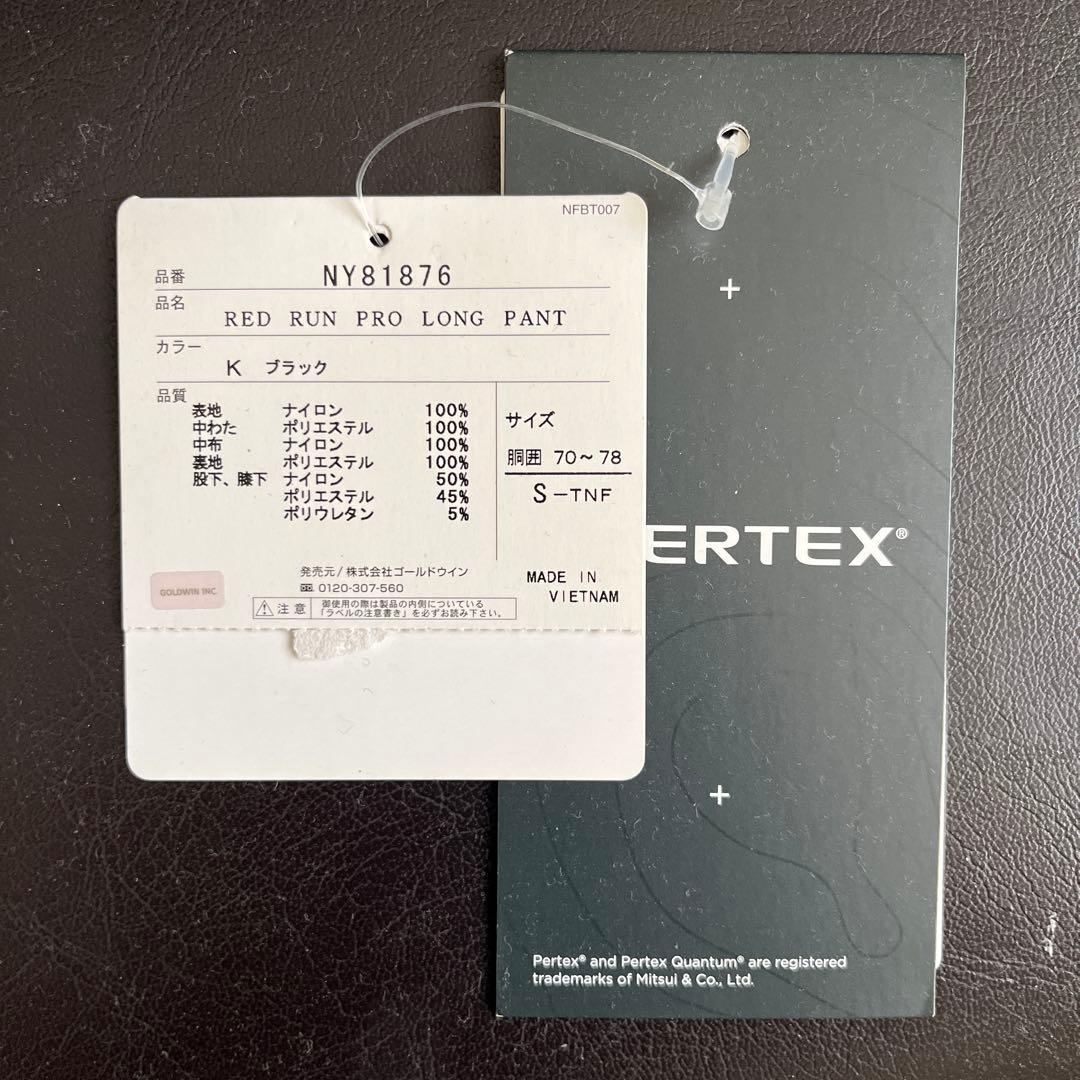 NFBT007
品番 NY81876
品名
RED RUN PRO LONG PANT
カラー
K ブラック
品質
表地 ナイロン 100%
中わた ポリエステル 100%
中布 ナイロン 100%
裏地 ポリエステル 100%
股下、膝下 ナイロン 50%
ポリエステル 45%
ポリウレタン 5%
サイズ
胴囲 70~78
S-TNF
MADE IN
VIETNAM
GOLDWIN INC.
発売元/株式会社ゴールドウイン
0120-307-560
注意
御使用の際は製品の内側についている
「ラベルの注意書き」を必ずお読み下さい。
ERTEX®
Pertex® and Pertex Quantum® are registered
trademarks of Mitsui & Co., Ltd.